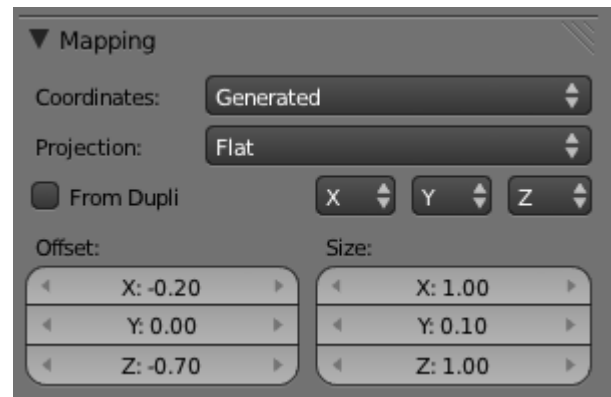 Mapping
Coordinates: Generated
Projection: Flat
From Dupli X Y Z
Offset: Size:
X: -0.20 X: 1.00
Y: 0.00 Y: 0.10
Z: -0.70 Z: 1.00